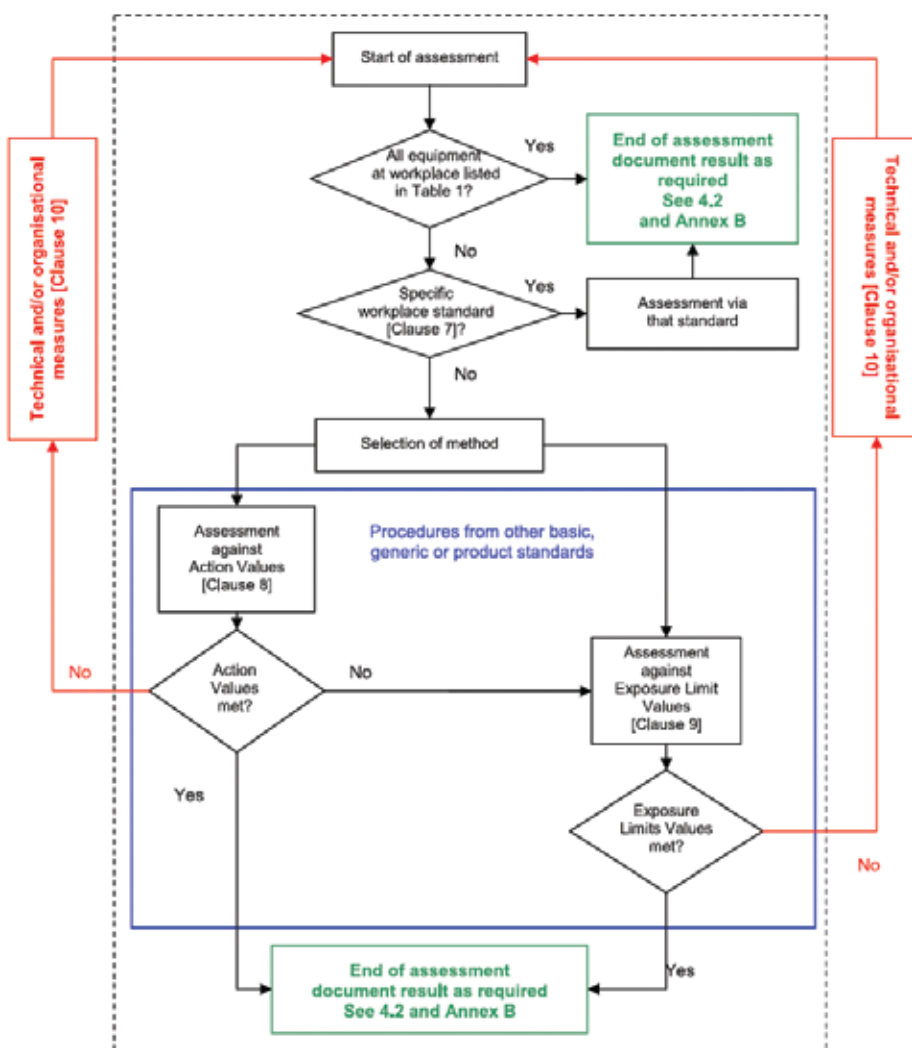 Start of assessment
All equipment
at workplace listed
in Table 1?
Yes
End of assessment
document result as
required
See 4.2
and Annex B
Technical and/or organisational
measures [Clause 10]
Technical and/or organisational
measures [Clause 10]
No
Specific
workplace standard
[Clause 7]?
Yes
Assessment via
that standard
No
Selection of method
Assessment
against
Action Values
[Clause 8]
Procedures from other basic,
generic or product standards
No
Action
Values
met?
No
Assessment
against
Exposure Limit
Values
[Clause 9]
Yes
Exposure
Limits Values
met?
No
End of assessment
document result as required
See 4.2 and Annex B
Yes